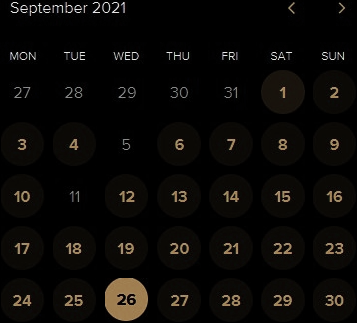 September 2021
MON TUE WED THU FRI SAT SUN
27 28 29 30 31 1 2
3 4 5 6 7 8 9
10 11 12 13 14 15 16
17 18 19 20 21 22 23
24 25 26 27 28 29 30